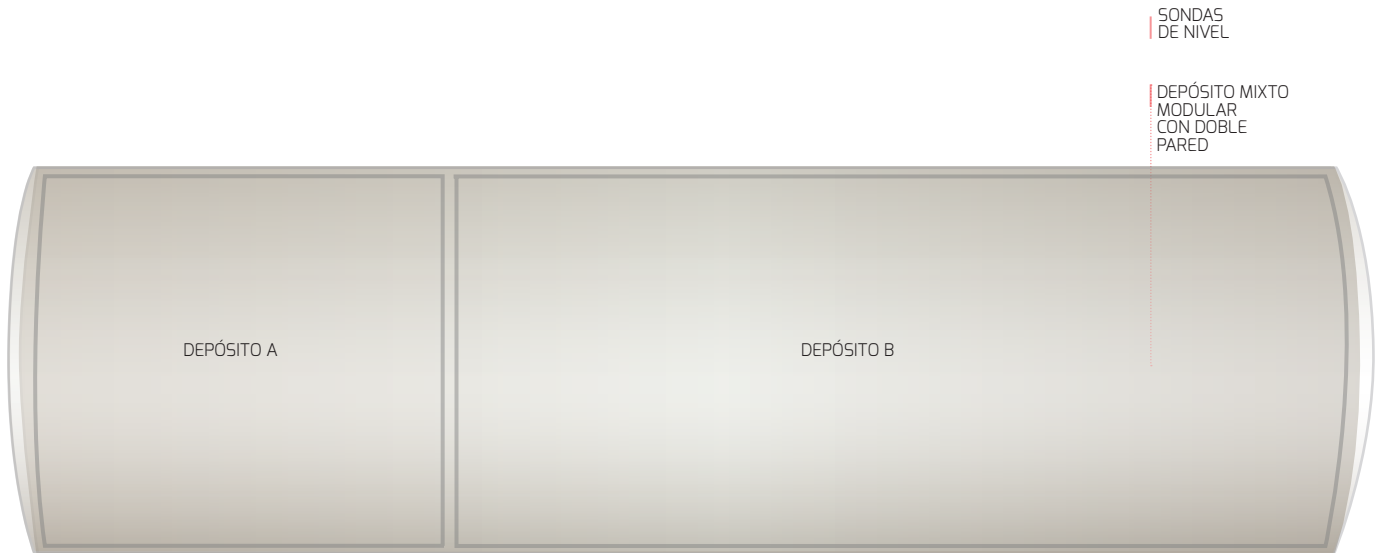 SONDAS
DE NIVEL
DEPÓSITO MIXTO
MODULAR
CON DOBLE
PARED
DEPÓSITO A
DEPÓSITO B